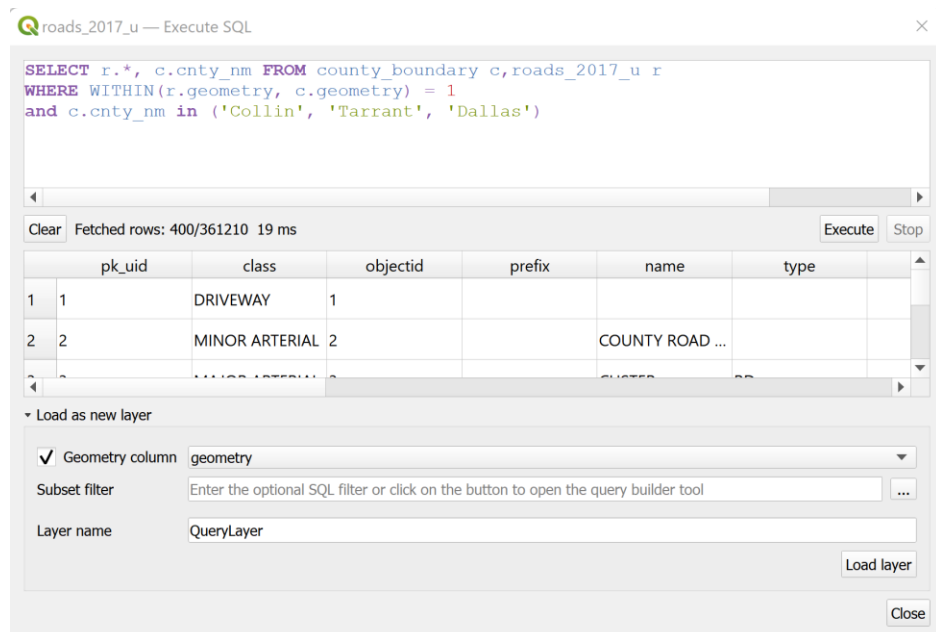 roads_2017_u — Execute SQL
SELECT r.*, c.cnty_nm FROM county_boundary c,roads_2017_u r
WHERE WITHIN(r.geometry, c.geometry) = 1
and c.cnty_nm in ('Collin', 'Tarrant', 'Dallas')
Clear Fetched rows: 400/361210 19 ms Execute Stop
pk_uid class objectid prefix name type
1 1 DRIVEWAY 1
2 2 MINOR ARTERIAL 2 COUNTY ROAD ...
Load as new layer
Geometry column geometry
Subset filter Enter the optional SQL filter or click on the button to open the query builder tool ...
Layer name QueryLayer
Load layer
Close